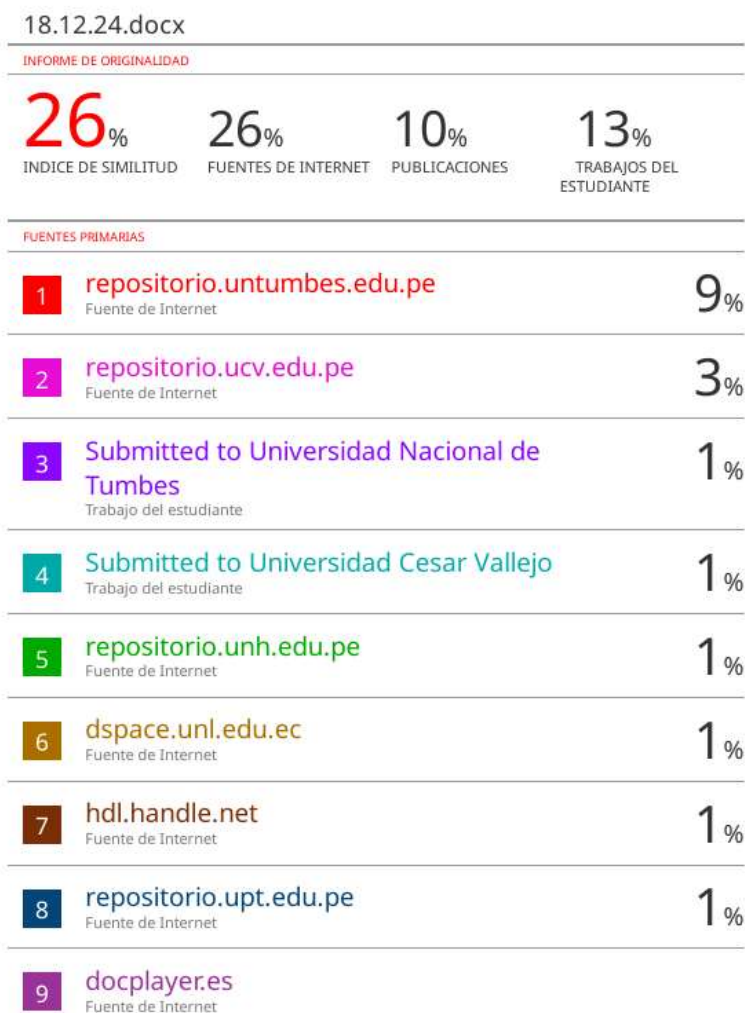 18.12.24.docx
INFORME DE ORIGINALIDAD
26%
INDICE DE SIMILITUD
26%
FUENTES DE INTERNET
10%
PUBLICACIONES
13%
TRABAJOS DEL
ESTUDIANTE
FUENTES PRIMARIAS
1
repositorio.untumbes.edu.pe
Fuente de Internet
9%
2
repositorio.ucv.edu.pe
Fuente de Internet
3%
3
Submitted to Universidad Nacional de
Tumbes
Trabajo del estudiante
1%
4
Submitted to Universidad Cesar Vallejo
Trabajo del estudiante
1%
5
repositorio.unh.edu.pe
Fuente de Internet
1%
6
dspace.unl.edu.ec
Fuente de Internet
1%
7
hdl.handle.net
Fuente de Internet
1%
8
repositorio.upt.edu.pe
Fuente de Internet
1%
9
docplayer.es
Fuente de Internet